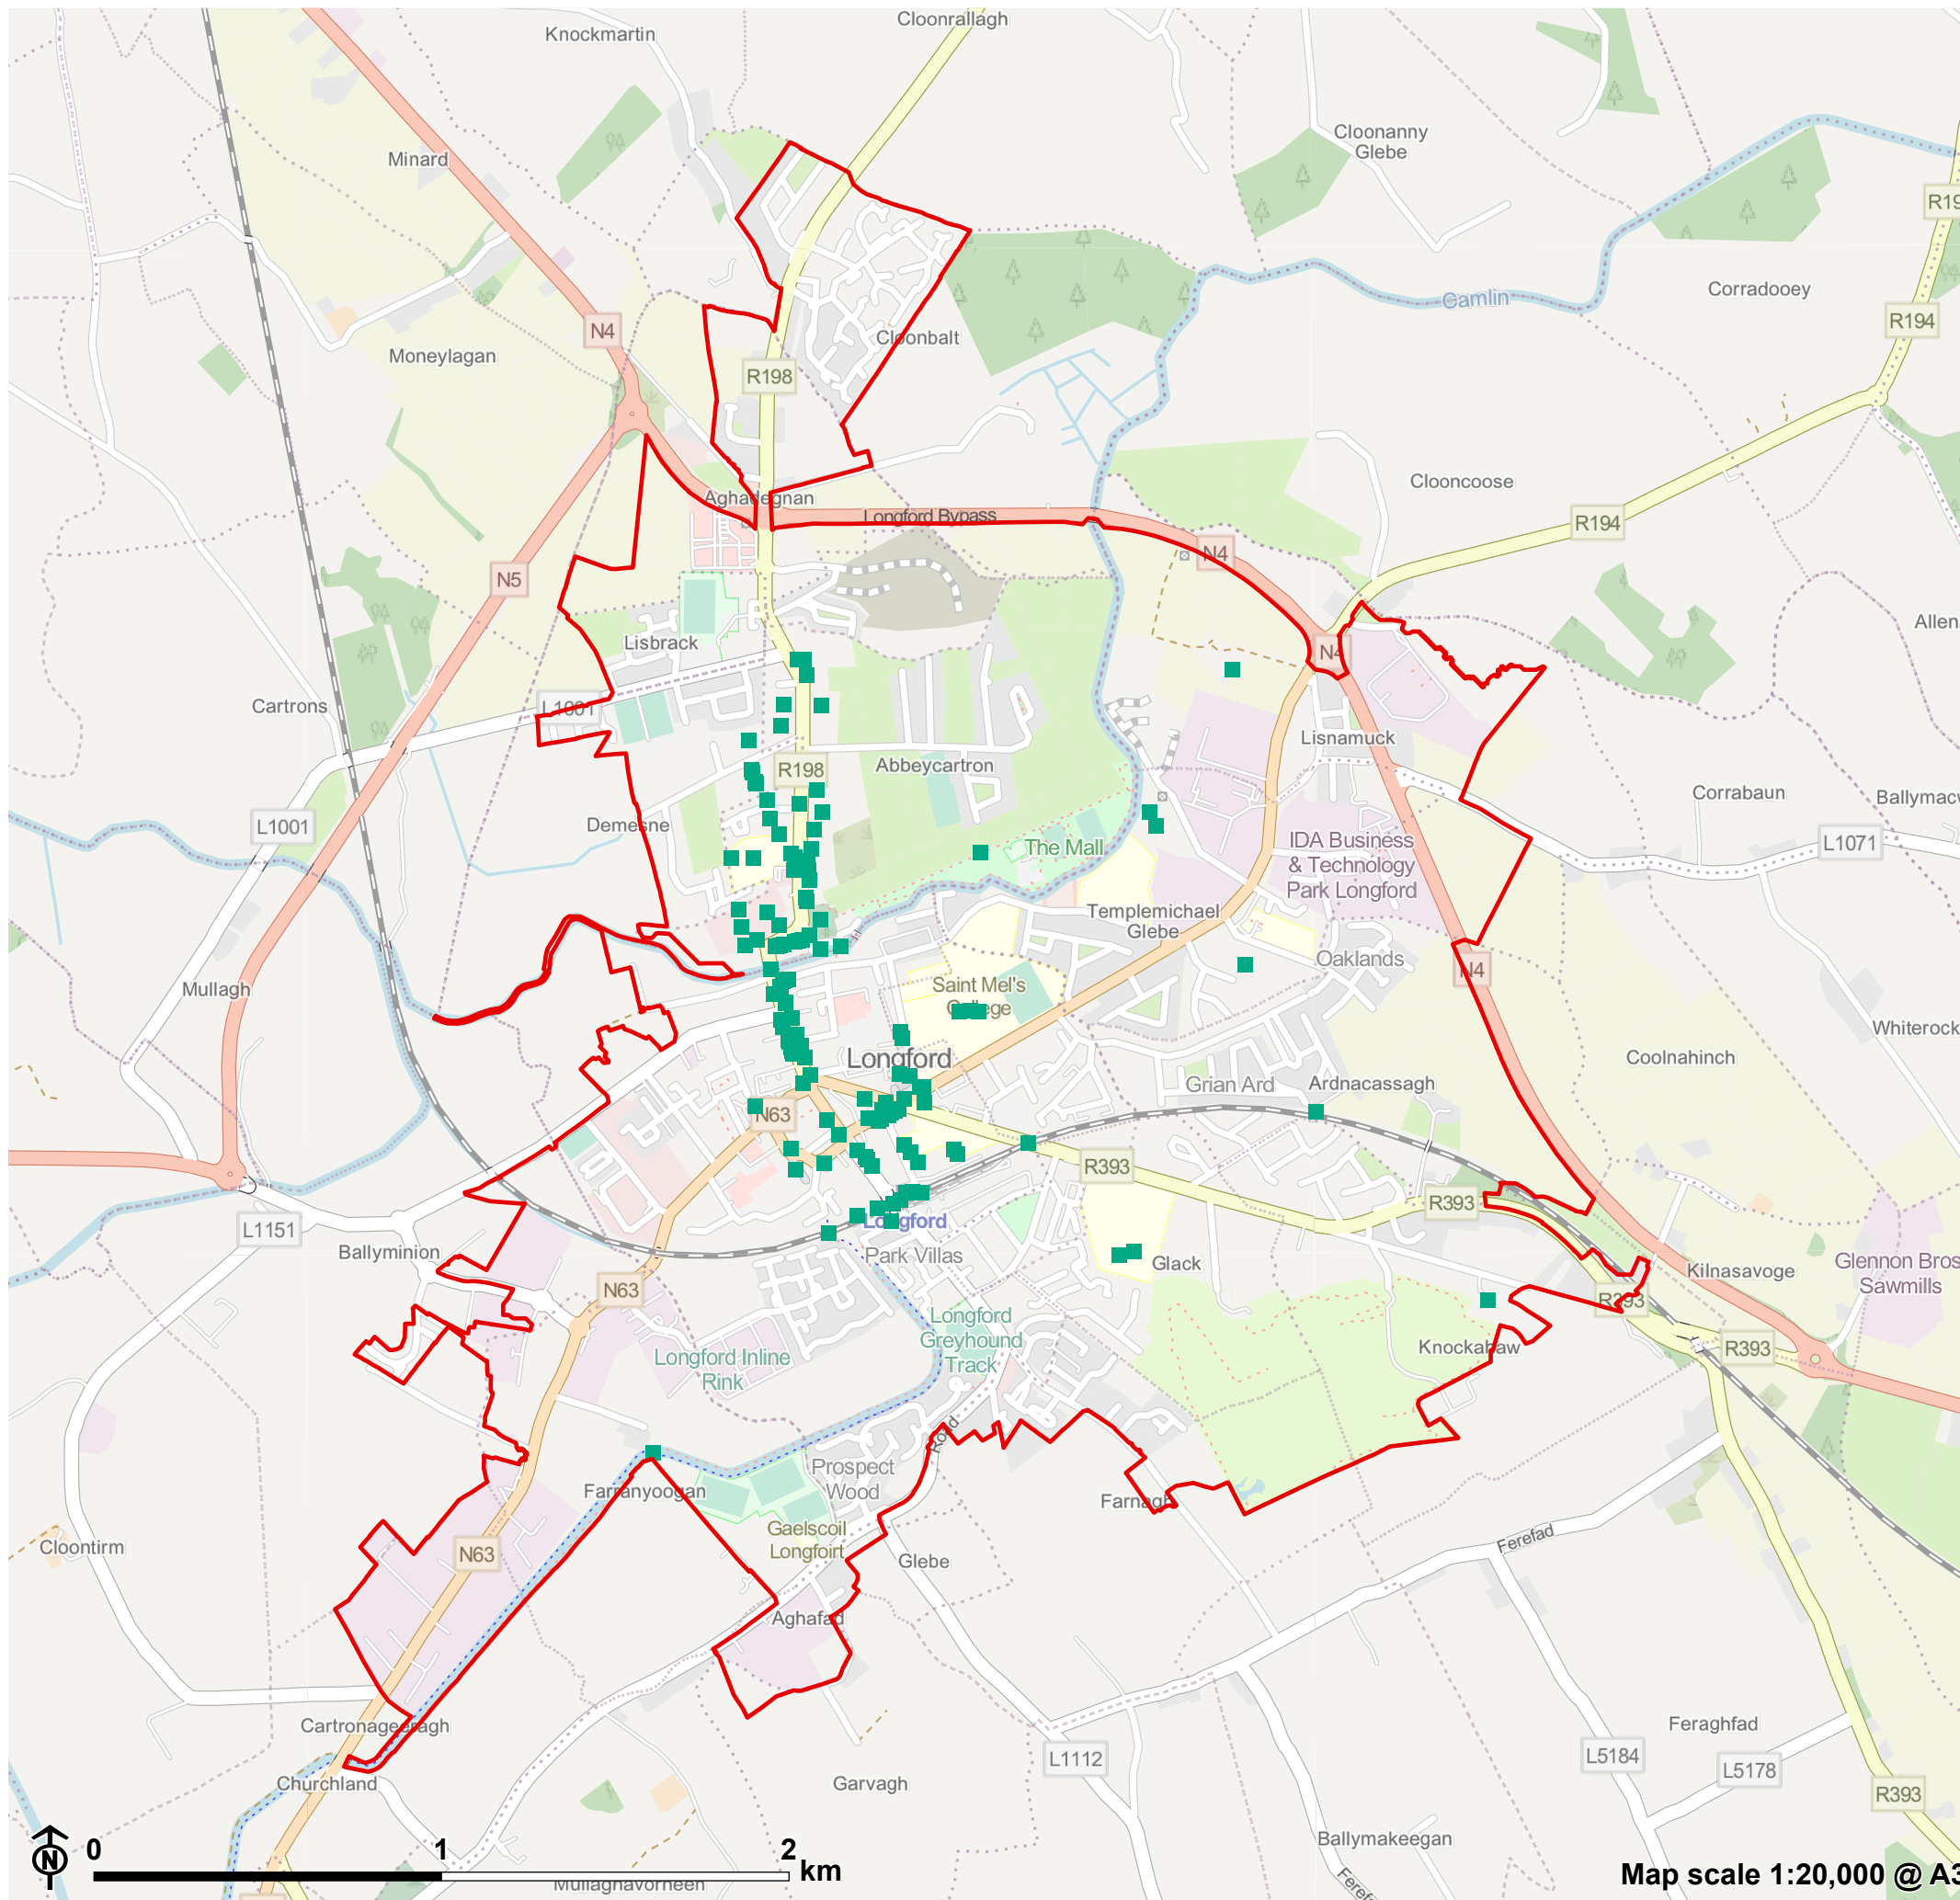 Cloonrallagh
Knockmartin
Cloonanny
Glebe
Minard
R19
Camlin
Corradooey
R194
N4
Cloonbalt
Moneylagan
R198
Clooncoose
Aghadegnan
Longford Bypass
R194
N4
N5
Allen
Lisbrack
N4
Cartrons
L1001
Lisnamuck
Abbeycartron
R198
Corrabaun
Ballymac
L1001
Demesne
The Mall
IDA Business
& Technology
Park Longford
L1071
Templemichael
Glebe
Oaklands
N4
Mullagh
Saint Mel's
College
Whiterock
Longford
Coolnahinch
Grian Ard
Ardnacassagh
N63
R393
R393
L1151
Longford
Ballyminion
Park Villas
Glack
Kilnasavoge
Glennon Bros
Sawmills
N63
R393
Longford
Greyhound
Track
Knockahaw
R393
Longford Inline
Rink
Road
Prospect
Wood
Farranyoogan
Farnagh
Gaelscoil
Longfoirt
Ferefad
Cloontirm
N63
Glebe
Aghafad
Cartronageeragh
Feraghfad
L1112
L5184
L5178
Churchland
Garvagh
R393
Ballymakeegan
0 1 2
km
N
Mullaghavorneen
Feref
Map scale 1:20,000 @ A3